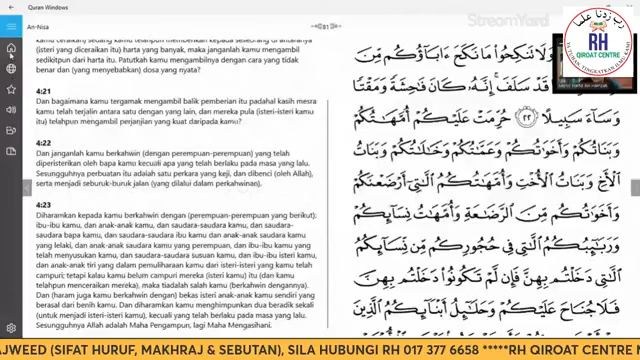 Quran Windows
An-Nisa
81
StreamYard
رب زدنا علما
RH
QIROAT CENTRE
(isteri yang diceraikan itu) harta yang banyak, maka janganlah kamu mengambil
sedikitpun dari harta itu. Patutkah kamu mengambilnya dengan cara yang tidak
benar dan (yang menyebabkan) dosa yang nyata?
4:21
Dan bagaimana kamu tergamak mengambil balik pemberian itu padahal kasih mesra
kamu telah terjalin antara satu dengan yang lain, dan mereka pula (isteri-isteri kamu
itu) telahpun mengambil perjanjian yang kuat daripada kamu?
4:22
Dan janganlah kamu berkahwin (dengan perempuan-perempuan) yang telah
diperisterikan oleh bapa kamu kecuali apa yang telah berlaku pada masa yang lalu.
Sesungguhnya perbuatan itu adalah satu perkara yang keji, dan dibenci (oleh Allah),
serta menjadi seburuk-buruk jalan (yang dilalui dalam perkahwinan).
4:23
Diharamkan kepada kamu berkahwin dengan (perempuan-perempuan yang berikut):
ibu-ibu kamu, dan anak-anak kamu, dan saudara-saudara kamu, dan saudara-
saudara bapa kamu, dan saudara-saudara ibu kamu dan anak-anak saudara kamu
yang lelaki, dan anak-anak saudara kamu yang perempuan, dan ibu-ibu kamu yang
telah menyusukan kamu, dan saudara-saudara susuan kamu, dan ibu-ibu isteri kamu,
dan anak-anak tiri yang dalam pemuliharaan kamu dari isteri-isteri yang kamu telah
campuri; tetapi kalau kamu belum campuri mereka (isteri kamu) itu (dan kamu
telahpun menceraikan mereka), maka tiadalah salah kamu (berkahwin dengannya).
Dan (haram juga kamu berkahwin dengan) bekas isteri anak-anak kamu sendiri yang
berasal dari benih kamu. Dan diharamkan kamu menghimpunkan dua beradik sekali
(untuk menjadi isteri-isteri kamu), kecuali yang telah berlaku pada masa yang lalu.
Sesungguhnya Allah adalah Maha Pengampun, lagi Maha Mengasihani.
وَلَا تَنكِحُوا۟ مَا نَكَحَ ءَابَآؤُكُم مِّنَ
قَدْ سَلَفَ ۚ إِنَّهُۥ كَانَ فَٰحِشَةً وَمَقْتًا
وَسَآءَ سَبِيلًا ٢٢ حُرِّمَتْ عَلَيْكُمْ أُمَّهَٰتُكُمْ
وَبَنَاتُكُمْ وَأَخَوَٰتُكُمْ وَعَمَّٰتُكُمْ وَخَٰلَٰتُكُمْ وَبَنَاتُ
ٱلْأَخِ وَبَنَاتُ ٱلْأُخْتِ وَأُمَّهَٰتُكُمُ ٱلَّٰتِىٓ أَرْضَعْنَكُمْ
وَأَخَوَٰتُكُم مِّنَ ٱلرَّضَٰعَةِ وَأُمَّهَٰتُ نِسَآئِكُمْ
وَرَبَٰٓئِبُكُمُ ٱلَّٰتِى فِى حُجُورِكُم مِّن نِّسَآئِكُمُ
ٱلَّٰتِى دَخَلْتُم بِهِنَّ فَإِن لَّمْ تَكُونُوا۟ دَخَلْتُم بِهِنَّ
فَلَا جُنَاحَ عَلَيْكُمْ وَحَلَٰٓئِلُ أَبْنَآئِكُمُ ٱلَّذِينَ
AJWEED (SIFAT HURUF, MAKHRAJ & SEBUTAN), SILA HUBUNGI RH 017 377 6658 *****RH QIROAT CENTRE